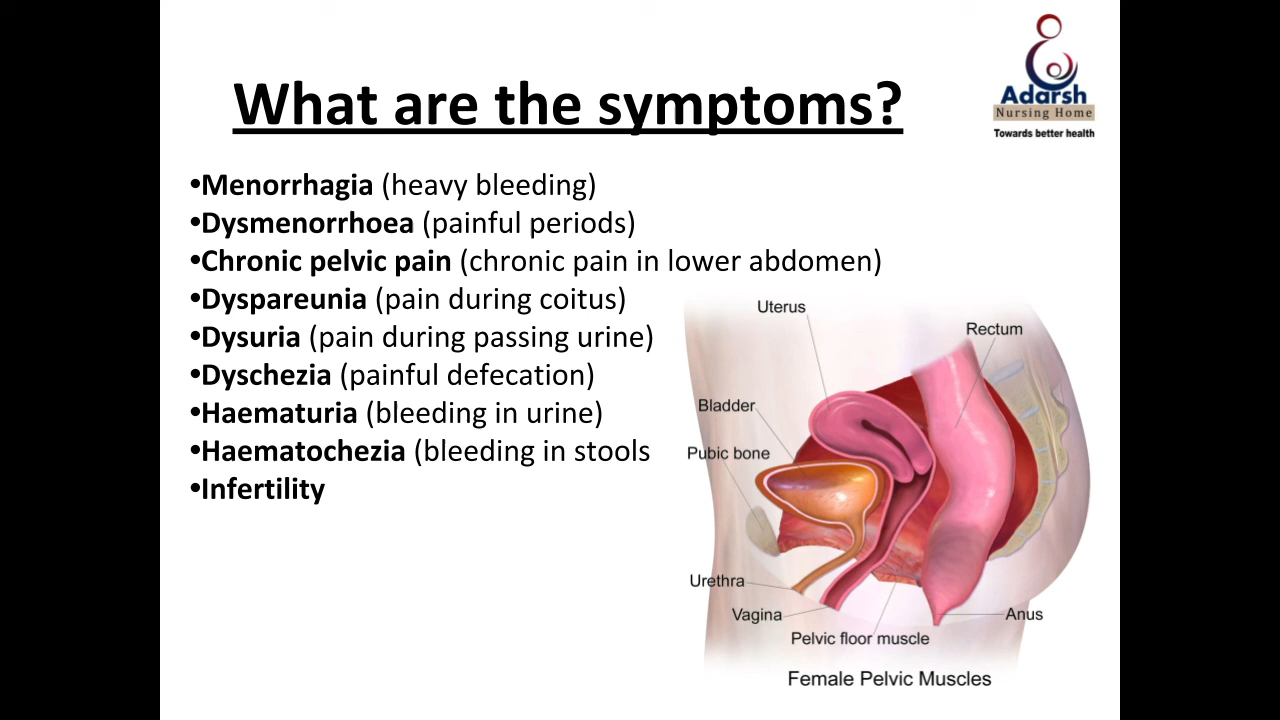 What are the symptoms?
Adarsh
Nursing Home
Towards better health
•Menorrhagia (heavy bleeding)
•Dysmenorrhoea (painful periods)
•Chronic pelvic pain (chronic pain in lower abdomen)
•Dyspareunia (pain during coitus)
•Dysuria (pain during passing urine)
•Dyschezia (painful defecation)
•Haematuria (bleeding in urine)
•Haematochezia (bleeding in stools
•Infertility
Uterus
Rectum
Bladder
Pubic bone
Urethra
Vagina
Anus
Pelvic floor muscle
Female Pelvic Muscles